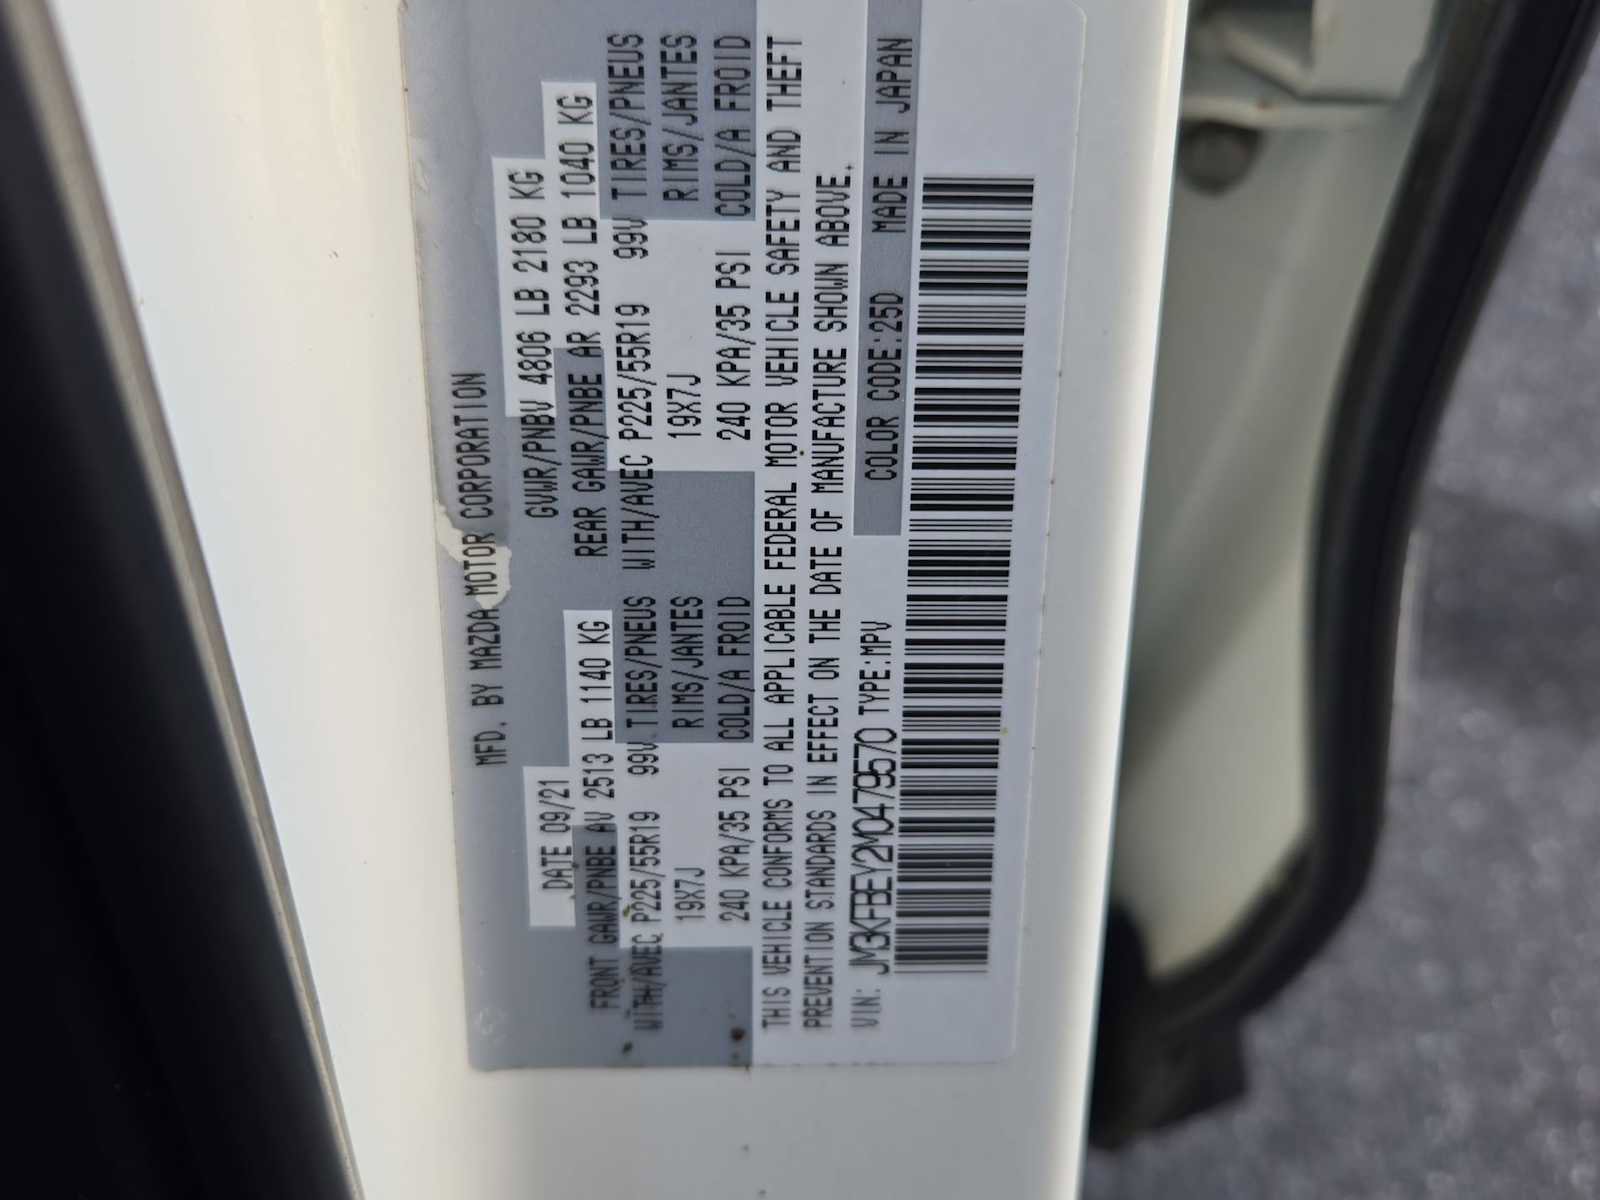 MFD. BY MAZDA MOTOR CORPORATION
DATE 09/21 GVWR/PNBV 4806 LB 2180 KG
FRONT GAWR/PNBE AV 2513 LB 1140 KG REAR GAWR/PNBE AR 2293 LB 1040 KG
WITH/AVEC P225/55R19 99V TIRES/PNEUS WITH/AVEC P225/55R19 99V TIRES/PNEUS
19X7J RIMS/JANTES 19X7J RIMS/JANTES
240 KPA/35 PSI COLD/A FROID 240 KPA/35 PSI COLD/A FROID
THIS VEHICLE CONFORMS TO ALL APPLICABLE FEDERAL MOTOR VEHICLE SAFETY AND THEFT
PREVENTION STANDARDS IN EFFECT ON THE DATE OF MANUFACTURE SHOWN ABOVE.
VIN: JM3KFBEY2M0479570 TYPE:MPV COLOR CODE:25D MADE IN JAPAN